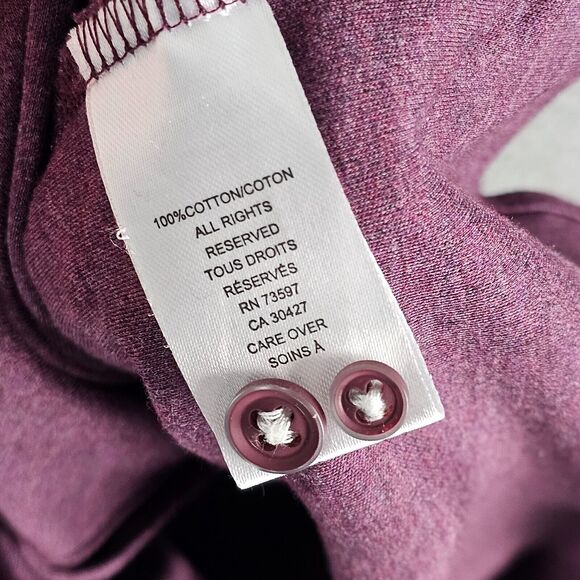 100%COTTON/COTON
ALL RIGHTS
RESERVED
TOUS DROITS
RÉSERVÉS
RN 73597
CA 30427
CARE OVER
SOINS À